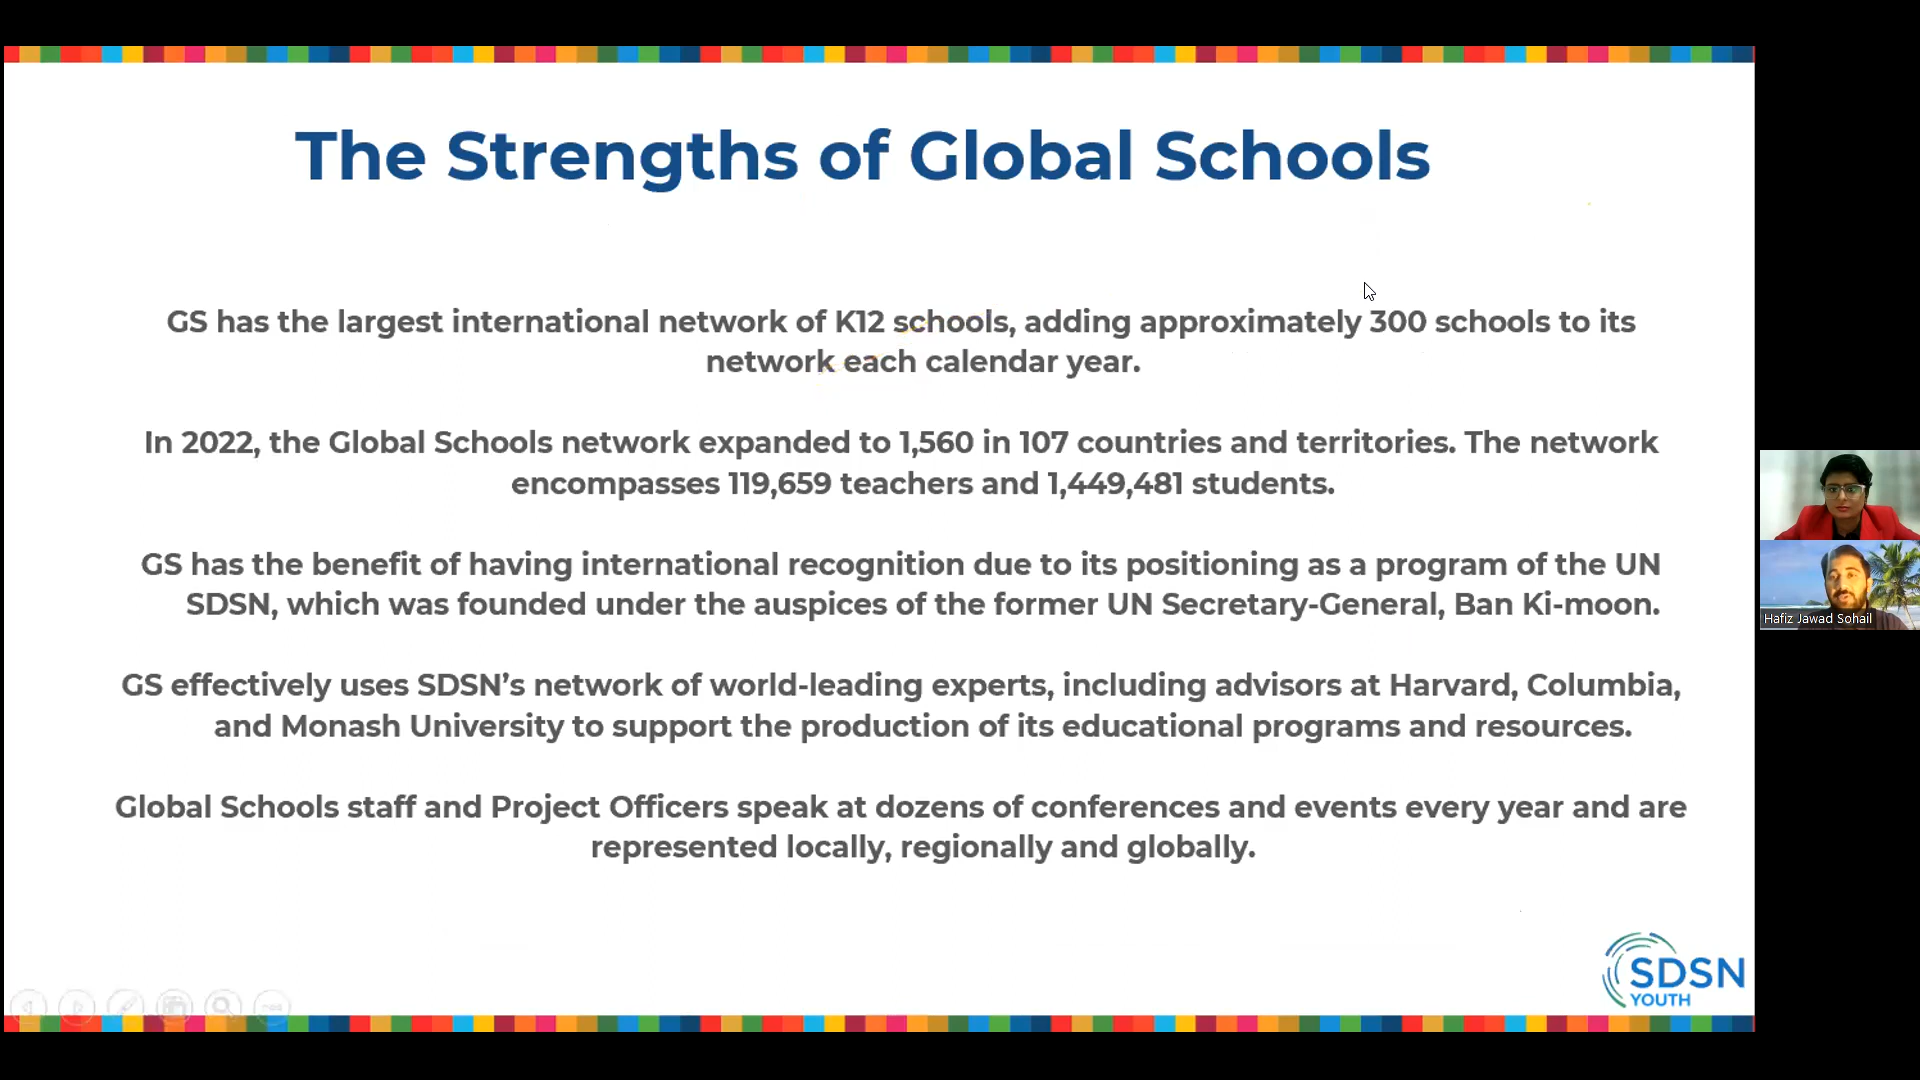 The Strengths of Global Schools
GS has the largest international network of K12 schools, adding approximately 300 schools to its
network each calendar year.
In 2022, the Global Schools network expanded to 1,560 in 107 countries and territories. The network
encompasses 119,659 teachers and 1,449,481 students.
GS has the benefit of having international recognition due to its positioning as a program of the UN
SDSN, which was founded under the auspices of the former UN Secretary-General, Ban Ki-moon.
GS effectively uses SDSN’s network of world-leading experts, including advisors at Harvard, Columbia,
and Monash University to support the production of its educational programs and resources.
Global Schools staff and Project Officers speak at dozens of conferences and events every year and are
represented locally, regionally and globally.
Hafiz Jawad Sohail
SDSN
YOUTH